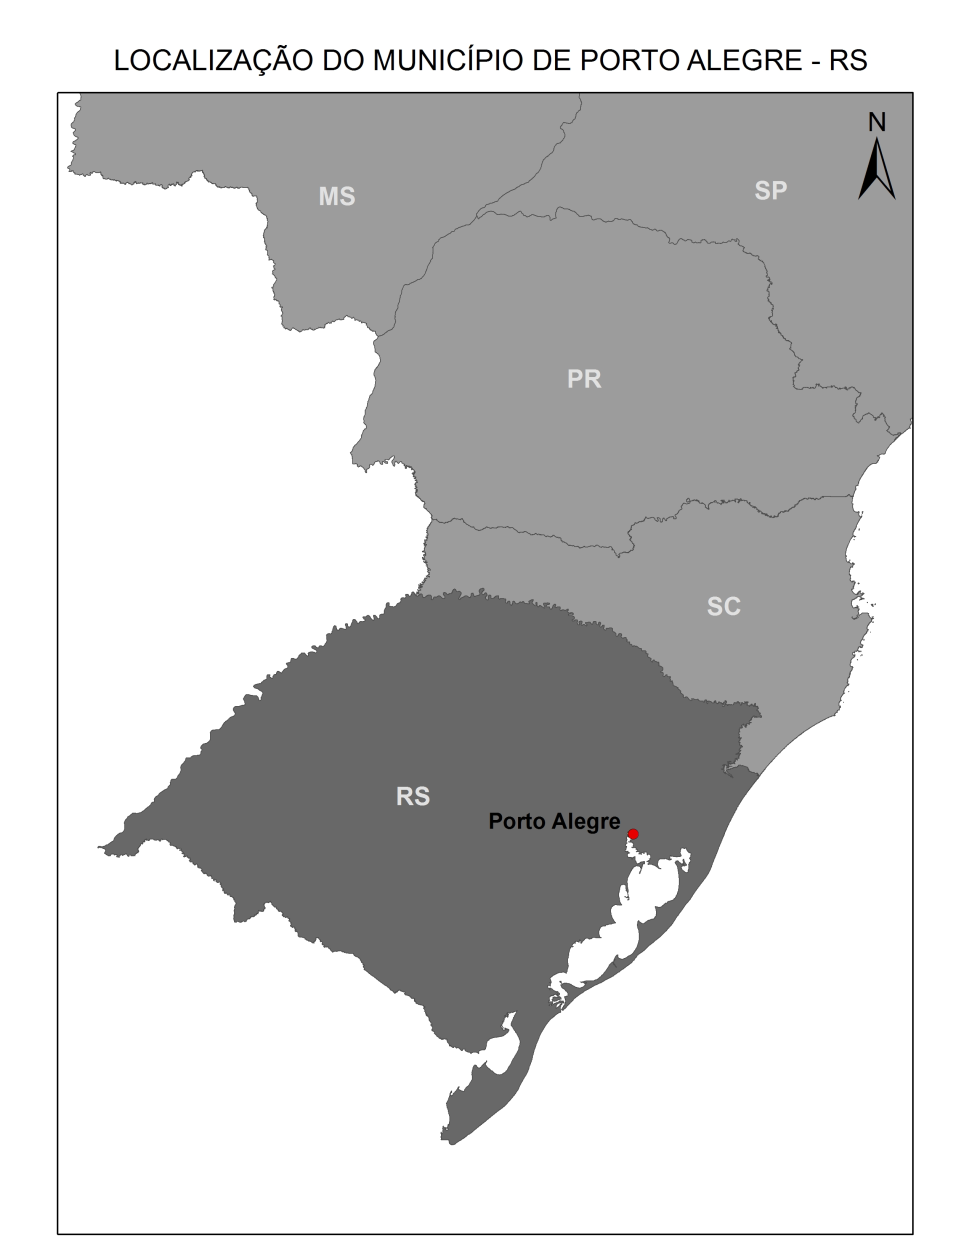 LOCALIZAÇÃO DO MUNICÍPIO DE PORTO ALEGRE - RS
N
MS
SP
PR
SC
RS
Porto Alegre